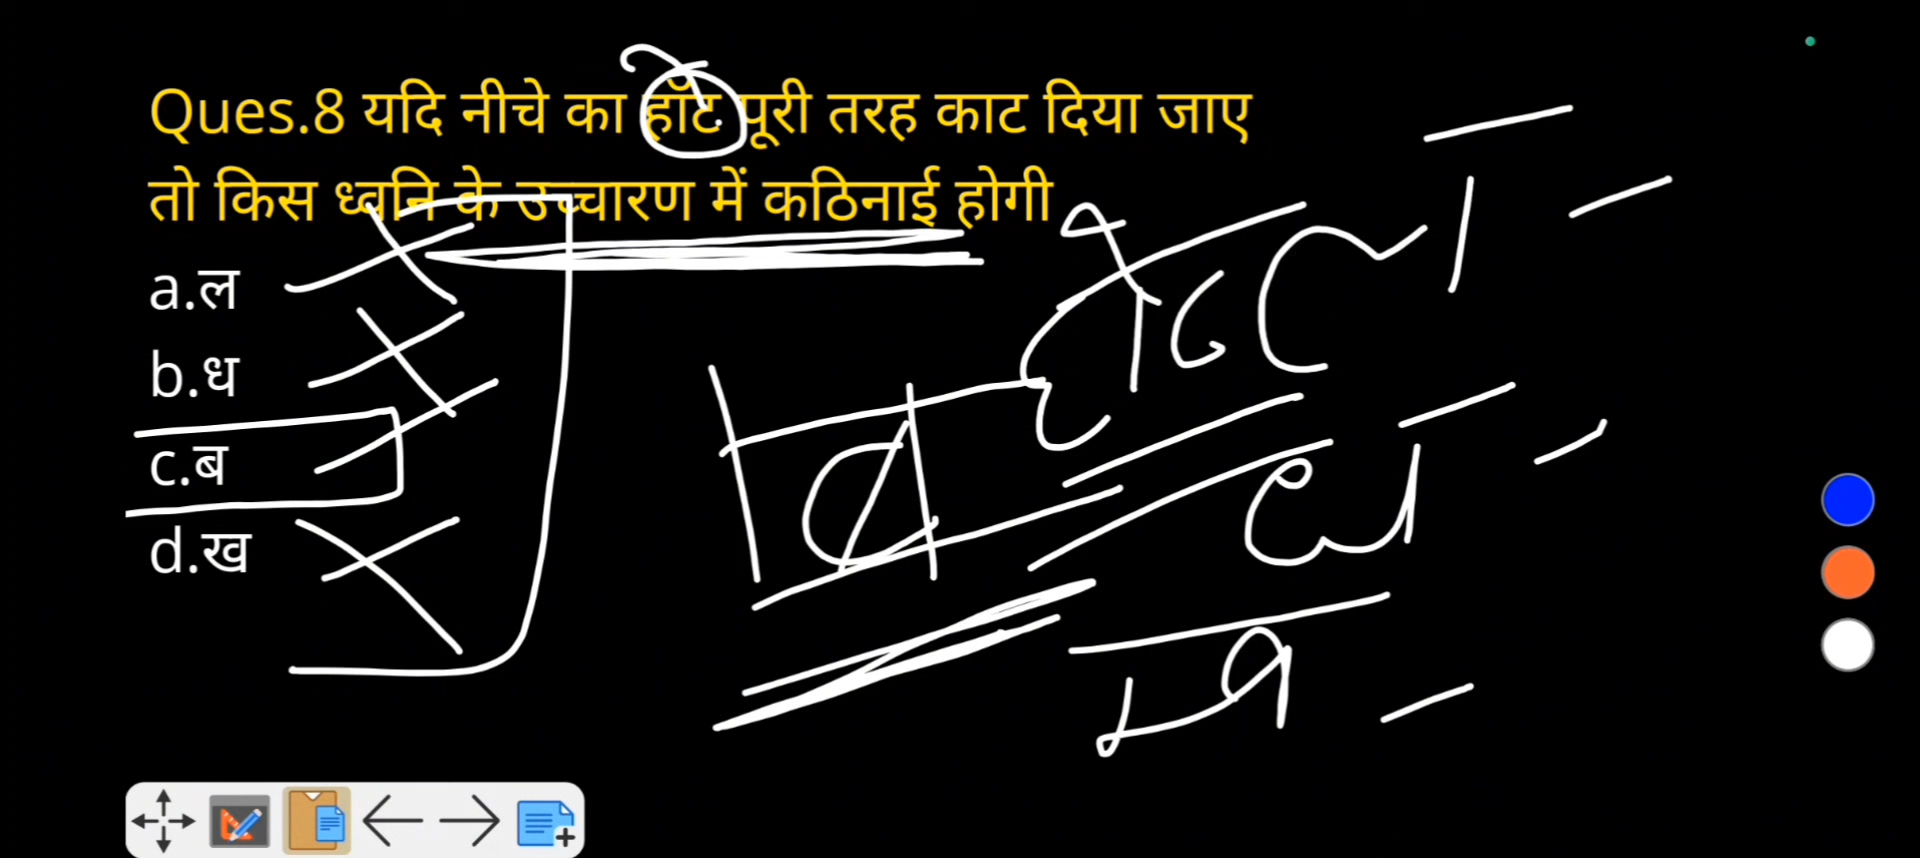 Ques.8 यदि नीचे का हॉट पूरी तरह काट दिया जाए
तो किस ध्वनि के उच्चारण में कठिनाई होगी
a.ल
b.ध
c.ब
d.ख